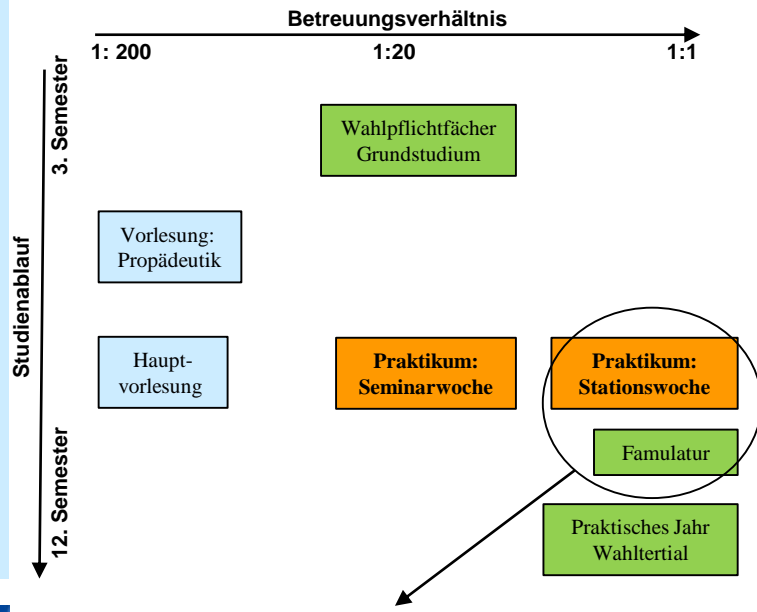 Betreuungsverhältnis
1: 200
1:20
1:1
Studienablauf
3. Semester
Wahlpflichtfächer
Grundstudium
Vorlesung:
Propädeutik
Haupt-
vorlesung
Praktikum:
Seminarwoche
Praktikum:
Stationswoche
Famulatur
12. Semester
Praktisches Jahr
Wahltertial